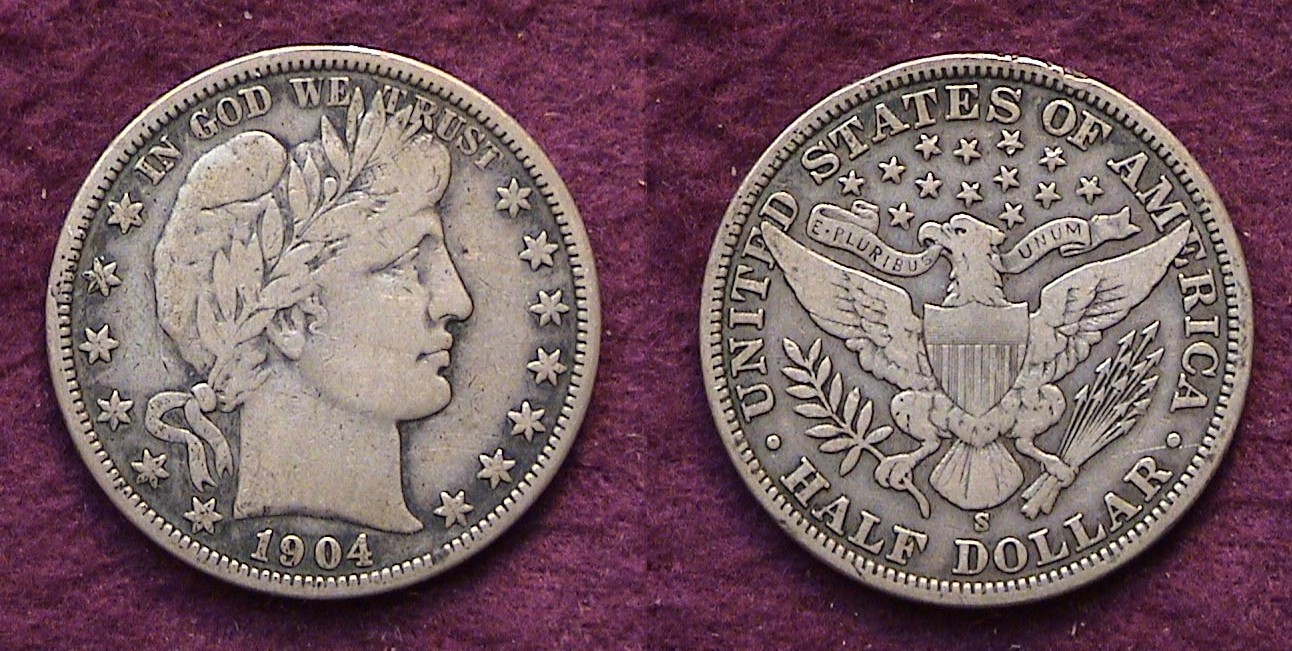 IN GOD WE TRUST
1904
UNITED STATES OF AMERICA
E·PLURIBUS UNUM
S
· HALF DOLLAR ·